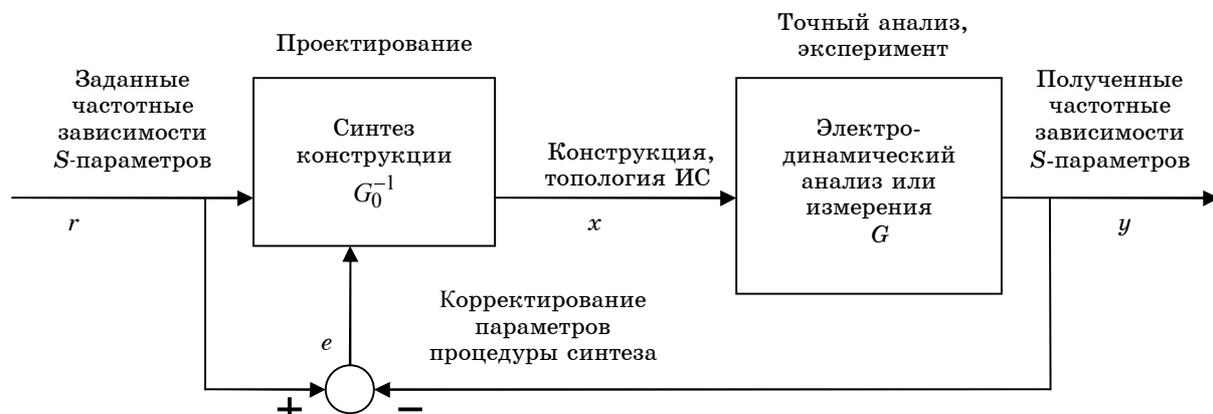 Проектирование
Точный анализ,
эксперимент
Заданные
частотные
зависимости
S-параметров
Синтез
конструкции
G₀⁻¹
Конструкция,
топология ИС
Электро-
динамический
анализ или
измерения
G
Полученные
частотные
зависимости
S-параметров
r
x
y
Корректирование
параметров
процедуры синтеза
e
+
−